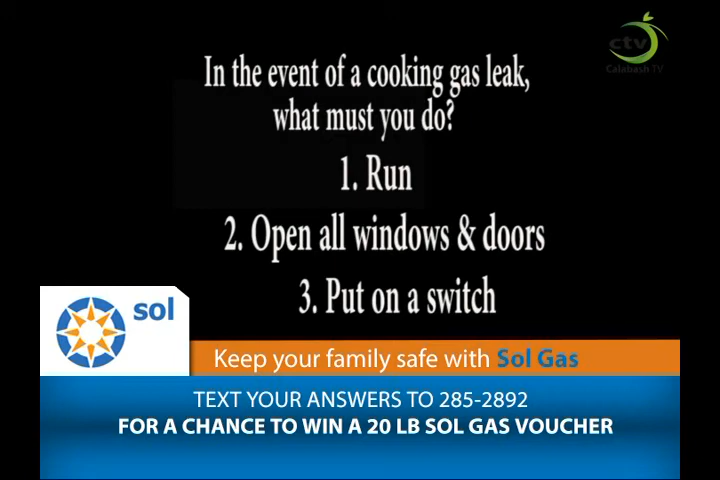 ctv
Calabash TV
In the event of a cooking gas leak,
what must you do?
1. Run
2. Open all windows & doors
3. Put on a switch
sol
Keep your family safe with Sol Gas
TEXT YOUR ANSWERS TO 285-2892
FOR A CHANCE TO WIN A 20 LB SOL GAS VOUCHER